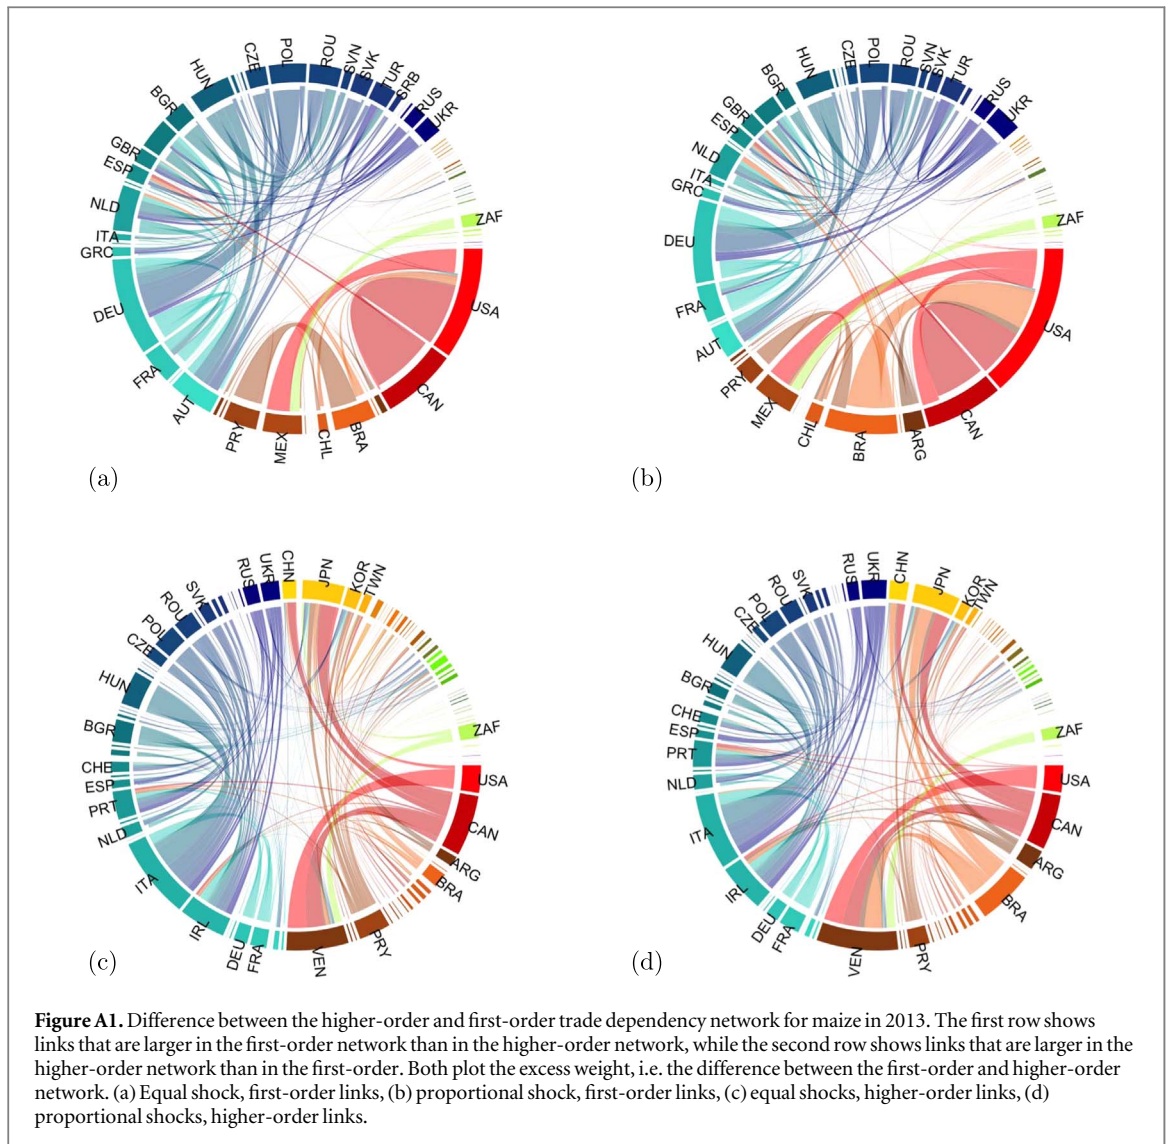 HUN
CZE
POL
ROU
SVN
SVK
TUR
SRB
RUS
UKR
BGR
GBR
ESP
NLD
ITA
GRC
DEU
FRA
AUT
PRY
MEX
CHL
BRA
CAN
USA
ZAF
(a)
HUN
CZE
POL
ROU
SVN
SVK
TUR
RUS
UKR
BGR
GBR
ESP
NLD
ITA
GRC
DEU
FRA
AUT
PRY
MEX
CHL
BRA
ARG
CAN
USA
ZAF
(b)
RUS
UKR
CHN
JPN
KOR
TWN
SVK
ROU
POL
CZE
HUN
BGR
CHE
ESP
PRT
NLD
ITA
IRL
DEU
FRA
VEN
PRY
BRA
ARG
CAN
USA
ZAF
(c)
RUS
UKR
CHN
JPN
KOR
TWN
SVK
ROU
POL
CZE
HUN
BGR
CHE
ESP
PRT
NLD
ITA
IRL
DEU
FRA
VEN
PRY
BRA
ARG
CAN
USA
ZAF
(d)
Figure A1. Difference between the higher-order and first-order trade dependency network for maize in 2013. The first row shows
links that are larger in the first-order network than in the higher-order network, while the second row shows links that are larger in the
higher-order network than in the first-order. Both plot the excess weight, i.e. the difference between the first-order and higher-order
network. (a) Equal shock, first-order links, (b) proportional shock, first-order links, (c) equal shocks, higher-order links, (d)
proportional shocks, higher-order links.